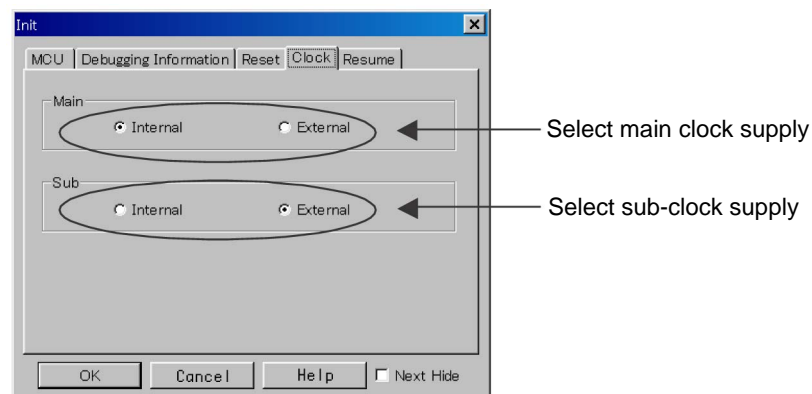 Init
MCU Debugging Information Reset Clock Resume
Main
Internal External
Select main clock supply
Sub
Internal External
Select sub-clock supply
OK Cancel Help Next Hide